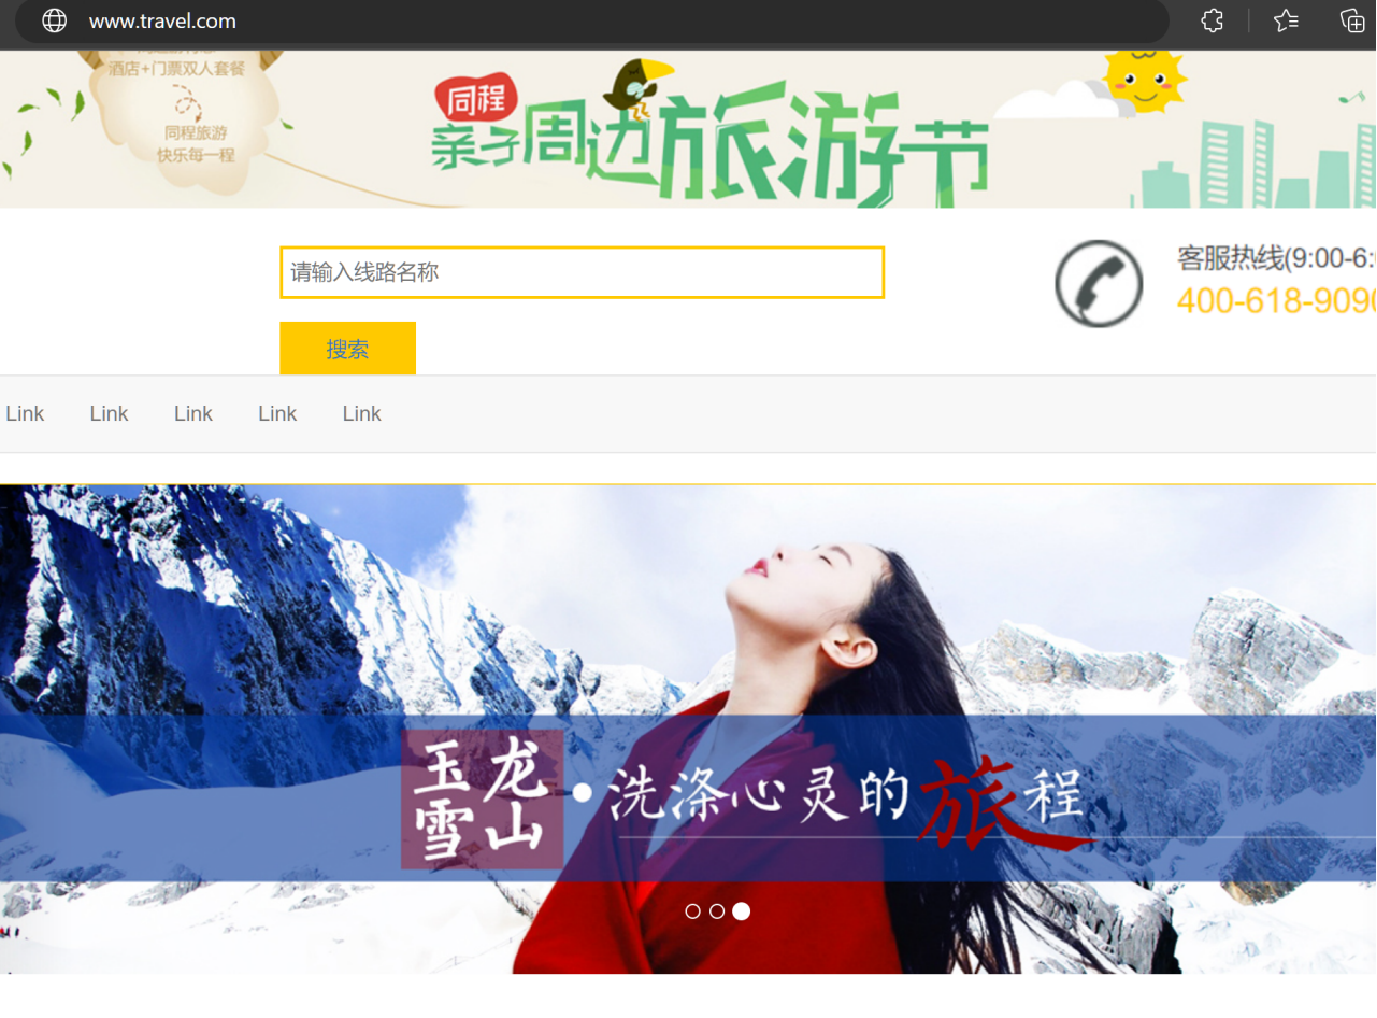 www.travel.com
酒店+门票双人套餐
同程旅游
快乐每一程
同程
亲子周边旅游节
请输入线路名称
搜索
客服热线(9:00-6:
400-618-909
Link Link Link Link Link
玉龙雪山·洗涤心灵的旅程